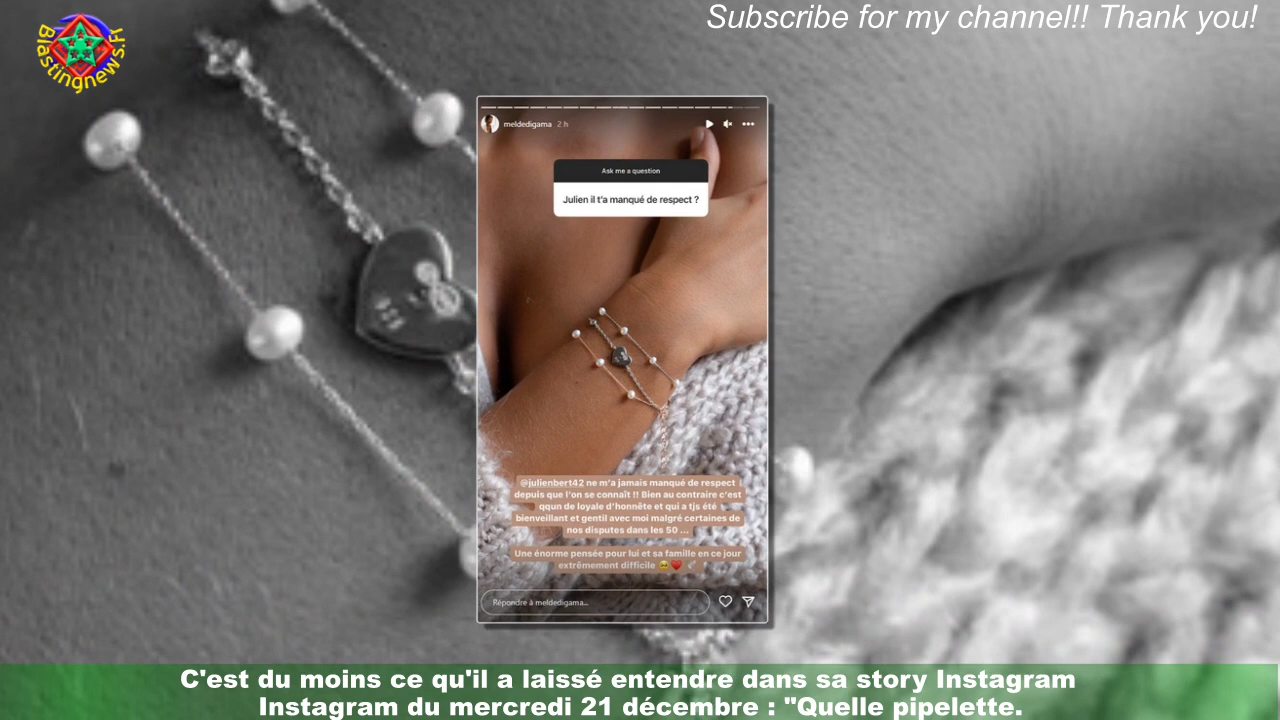 Subscribe for my channel!! Thank you!
Blastingnews.Fr
meldedigama 2 h
Ask me a question
Julien il t'a manqué de respect ?
@julienbert42 ne m'a jamais manqué de respect
depuis que l'on se connaît !! Bien au contraire c'est
qqun de loyale d'honnête et qui a tjs été
bienveillant et gentil avec moi malgré certaines de
nos disputes dans les 50 ...
Une énorme pensée pour lui et sa famille en ce jour
extrêmement difficile 🥺❤️🕊
Répondre à meldedigama...
C'est du moins ce qu'il a laissé entendre dans sa story Instagram
Instagram du mercredi 21 décembre : "Quelle pipelette.